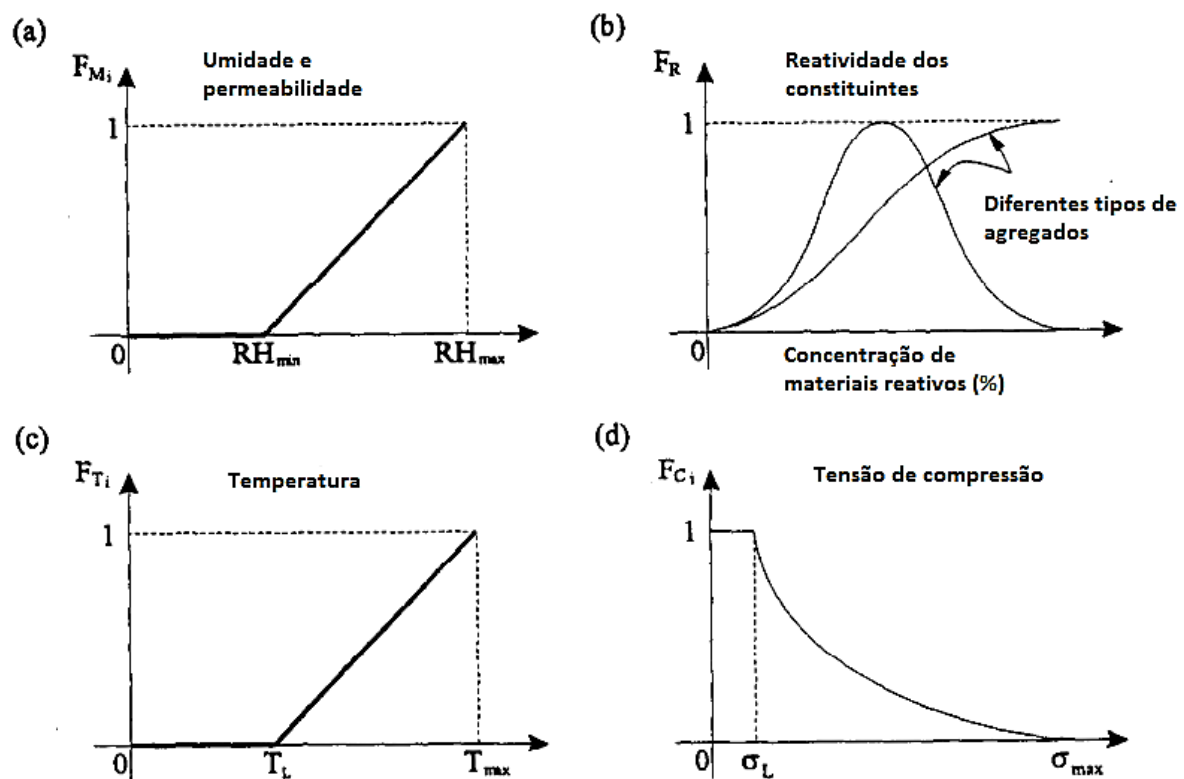 (a)
F_Mi
Umidade e
permeabilidade
1
0
RH_min
RH_max
(b)
F_R
Reatividade dos
constituintes
1
Diferentes tipos de
agregados
0
Concentração de
materiais reativos (%)
(c)
F_Ti
Temperatura
1
0
T_L
T_max
(d)
F_Ci
Tensão de compressão
1
0
σ_L
σ_max